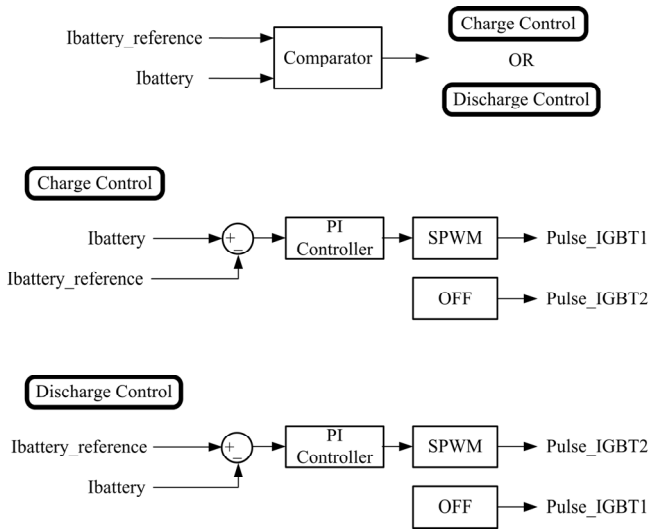 Ibattery_reference
Ibattery
Comparator
Charge Control
OR
Discharge Control
Charge Control
Ibattery
Ibattery_reference
+
−
PI
Controller
SPWM
Pulse_IGBT1
OFF
Pulse_IGBT2
Discharge Control
Ibattery_reference
Ibattery
+
−
PI
Controller
SPWM
Pulse_IGBT2
OFF
Pulse_IGBT1